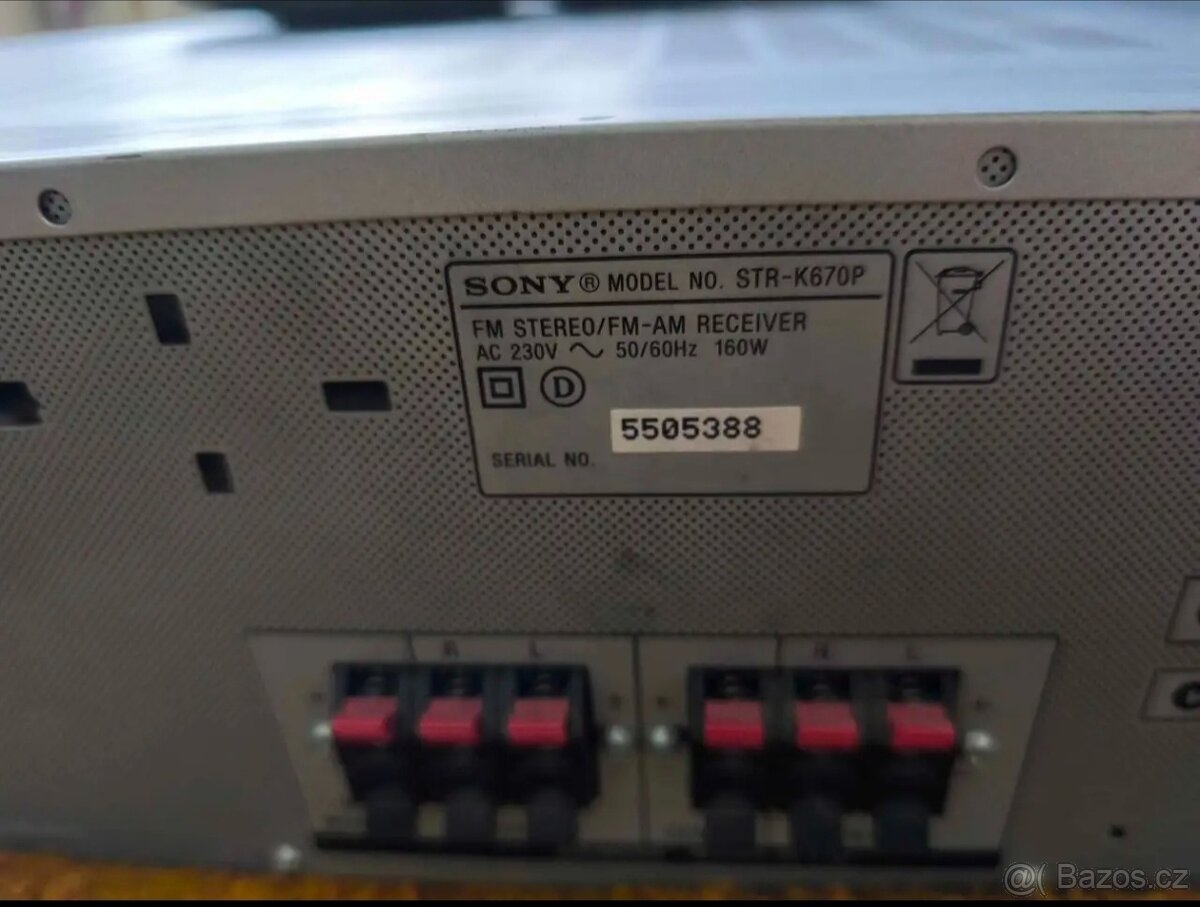 SONY® MODEL NO. STR-K670P
FM STEREO/FM-AM RECEIVER
AC 230V ~ 50/60Hz 160W
D
5505388
SERIAL NO.
R L
R L
@( Bazos.cz